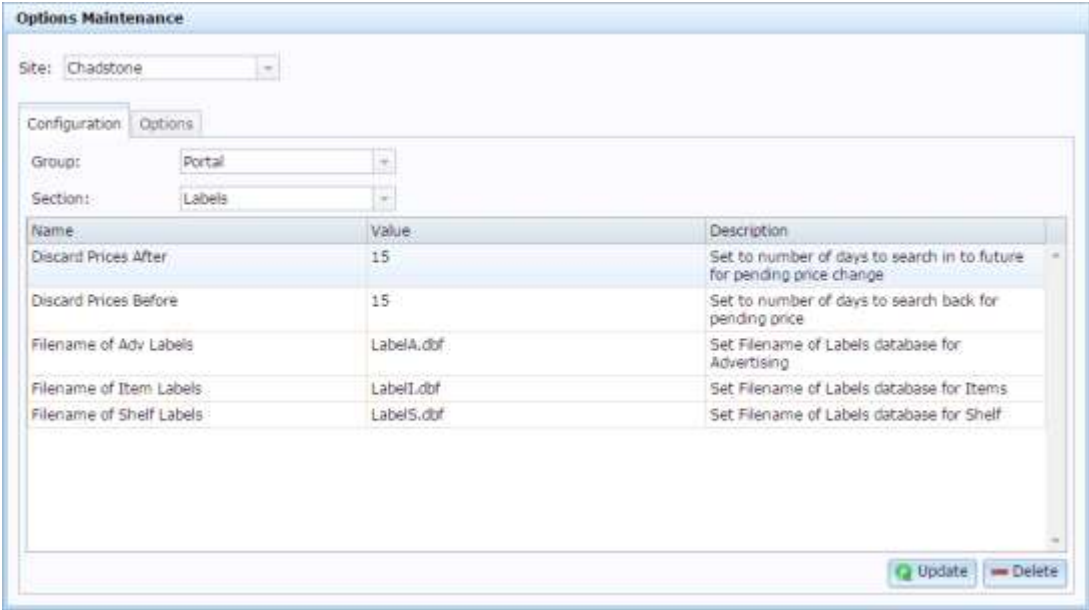 Options Maintenance
Site: Chadstone
Configuration Options
Group: Portal
Section: Labels
Name Value Description
Discard Prices After 15 Set to number of days to search in to future
for pending price change
Discard Prices Before 15 Set to number of days to search back for
pending price
Filename of Adv Labels LabelA.dbf Set Filename of Labels database for
Advertising
Filename of Item Labels LabelI.dbf Set Filename of Labels database for Items
Filename of Shelf Labels LabelS.dbf Set Filename of Labels database for Shelf
Update Delete